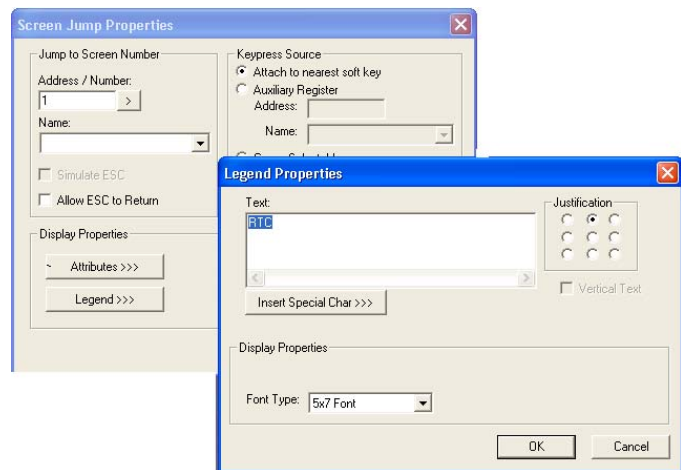 Screen Jump Properties
Jump to Screen Number
Address / Number:
1
>
Name:
Simulate ESC
Allow ESC to Return
Display Properties
Attributes >>>
Legend >>>
Keypress Source
Attach to nearest soft key
Auxiliary Register
Address:
Name:
Legend Properties
Text:
RTC
Insert Special Char >>>
Justification
Vertical Text
Display Properties
Font Type: 5x7 Font
OK Cancel